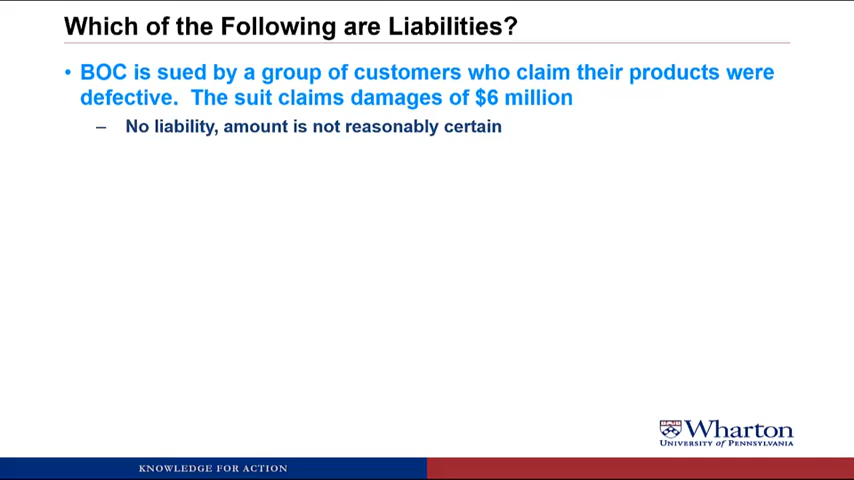 Which of the Following are Liabilities?
• BOC is sued by a group of customers who claim their products were
defective. The suit claims damages of $6 million
– No liability, amount is not reasonably certain
Wharton
UNIVERSITY of PENNSYLVANIA
KNOWLEDGE FOR ACTION